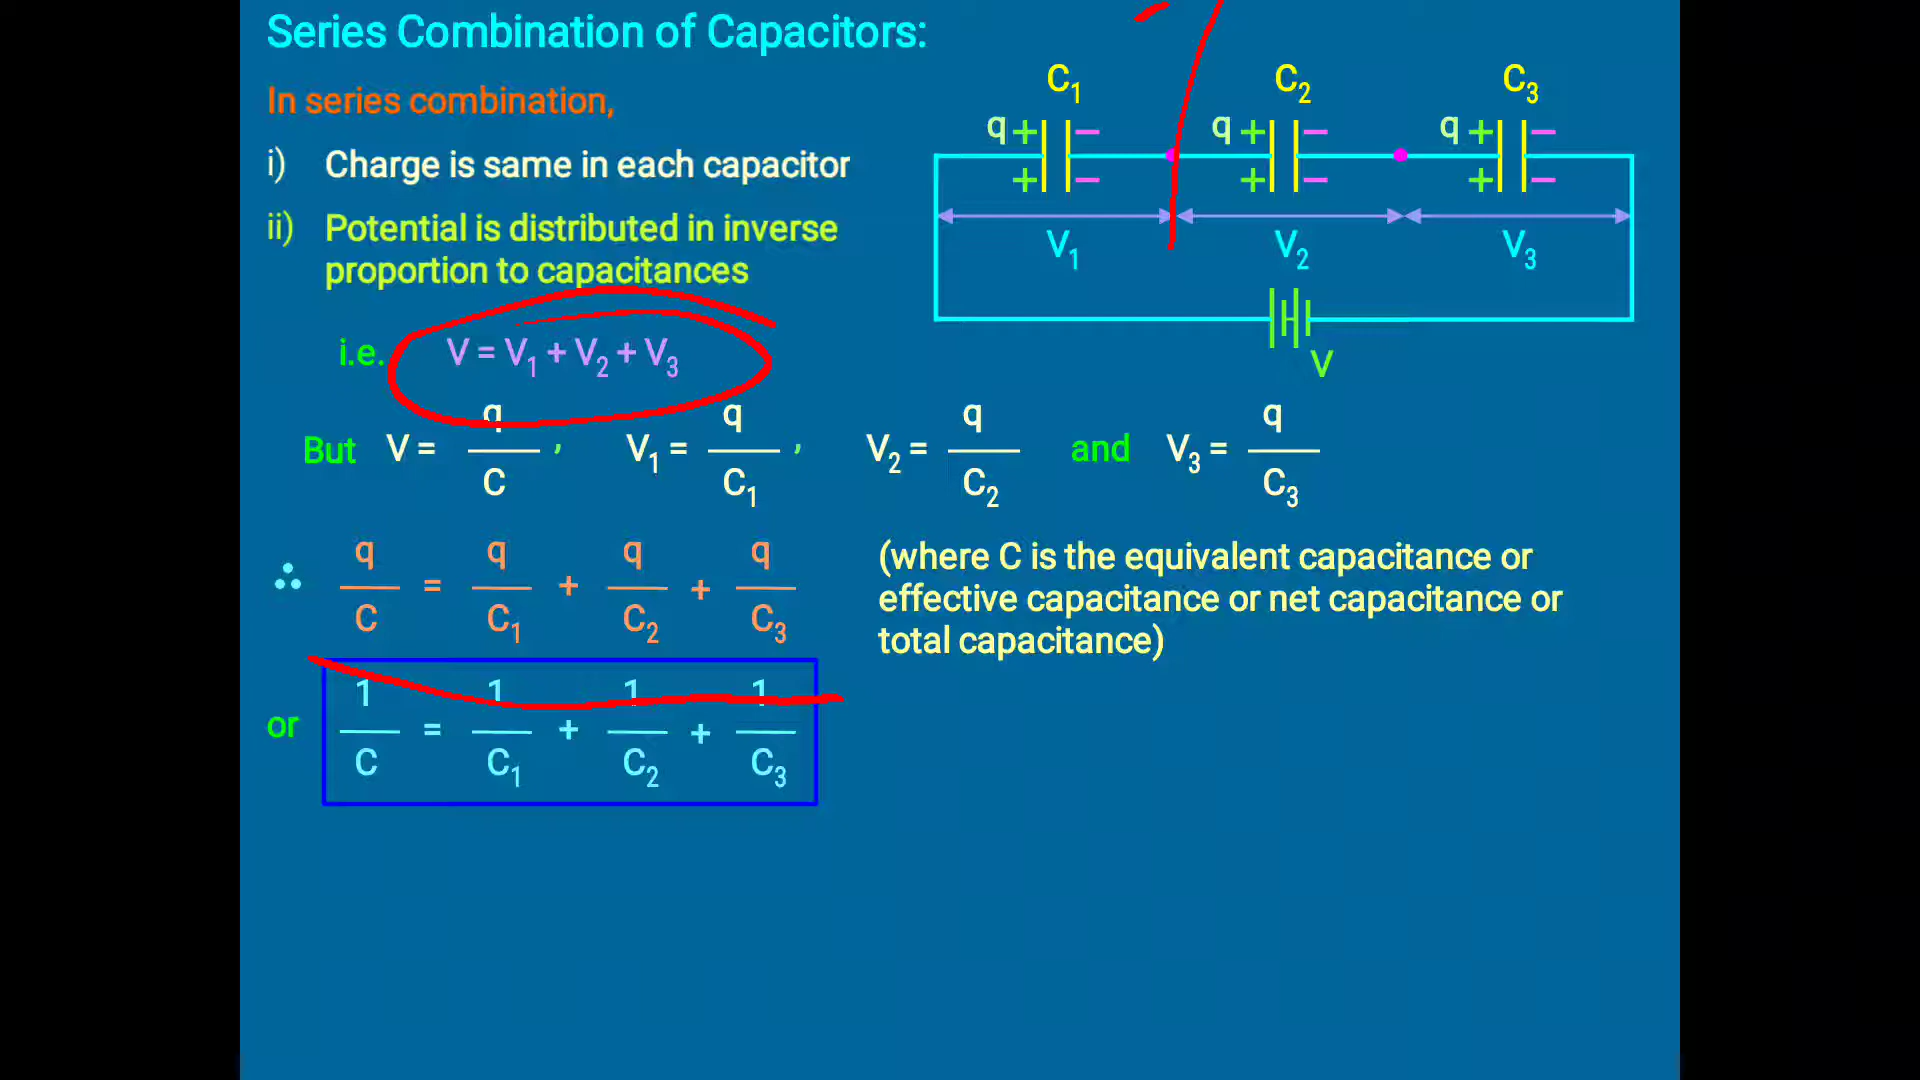 Series Combination of Capacitors:
In series combination,
i) Charge is same in each capacitor
ii) Potential is distributed in inverse
proportion to capacitances
i.e. V = V₁ + V₂ + V₃
C₁ C₂ C₃
q + − q + − q + −
+ − + − + −
V₁ V₂ V₃
V
But V = q/C, V₁ = q/C₁, V₂ = q/C₂ and V₃ = q/C₃
∴ q/C = q/C₁ + q/C₂ + q/C₃
(where C is the equivalent capacitance or
effective capacitance or net capacitance or
total capacitance)
or 1/C = 1/C₁ + 1/C₂ + 1/C₃